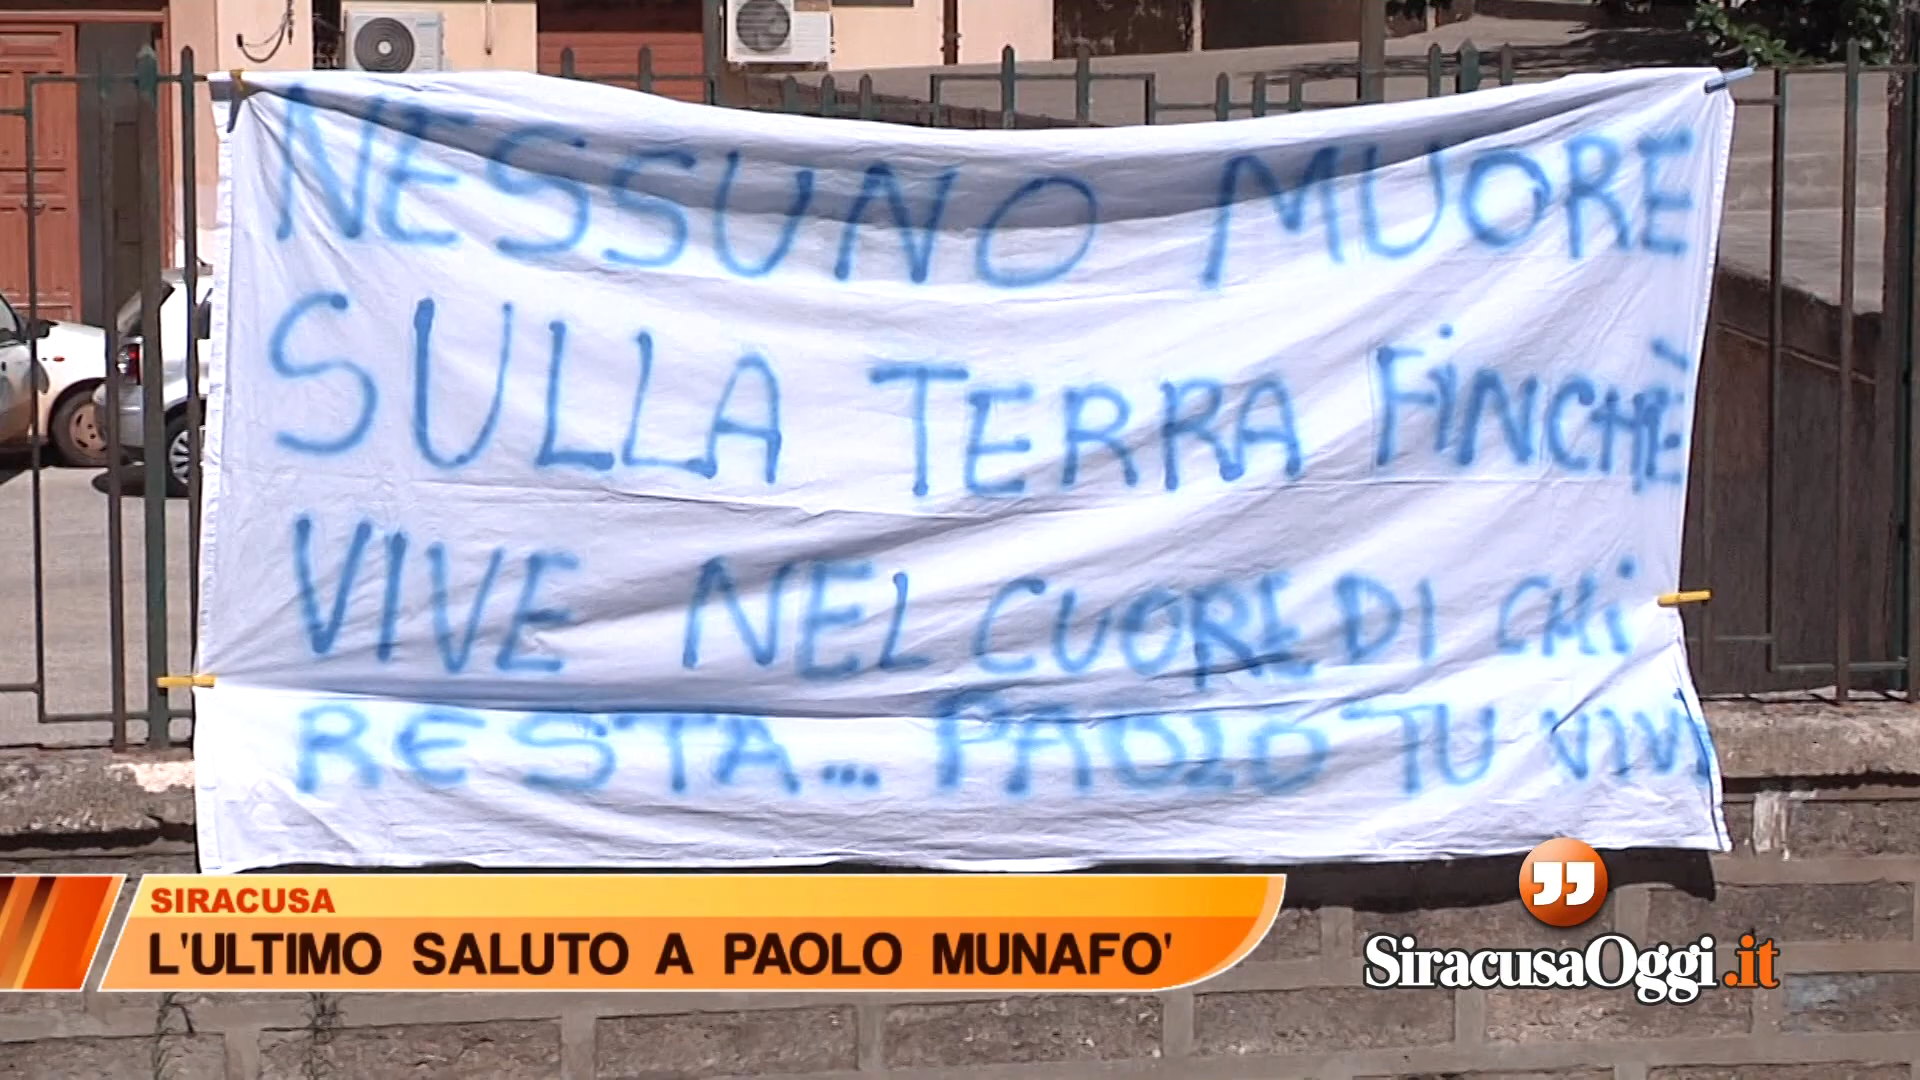 NESSUNO MUORE
SULLA TERRA FiNCHÈ
VIVE NEL CUORE DI CHi
RESTA... PAOLO TU VIVI
SIRACUSA
L'ULTIMO SALUTO A PAOLO MUNAFO'
SiracusaOggi.it